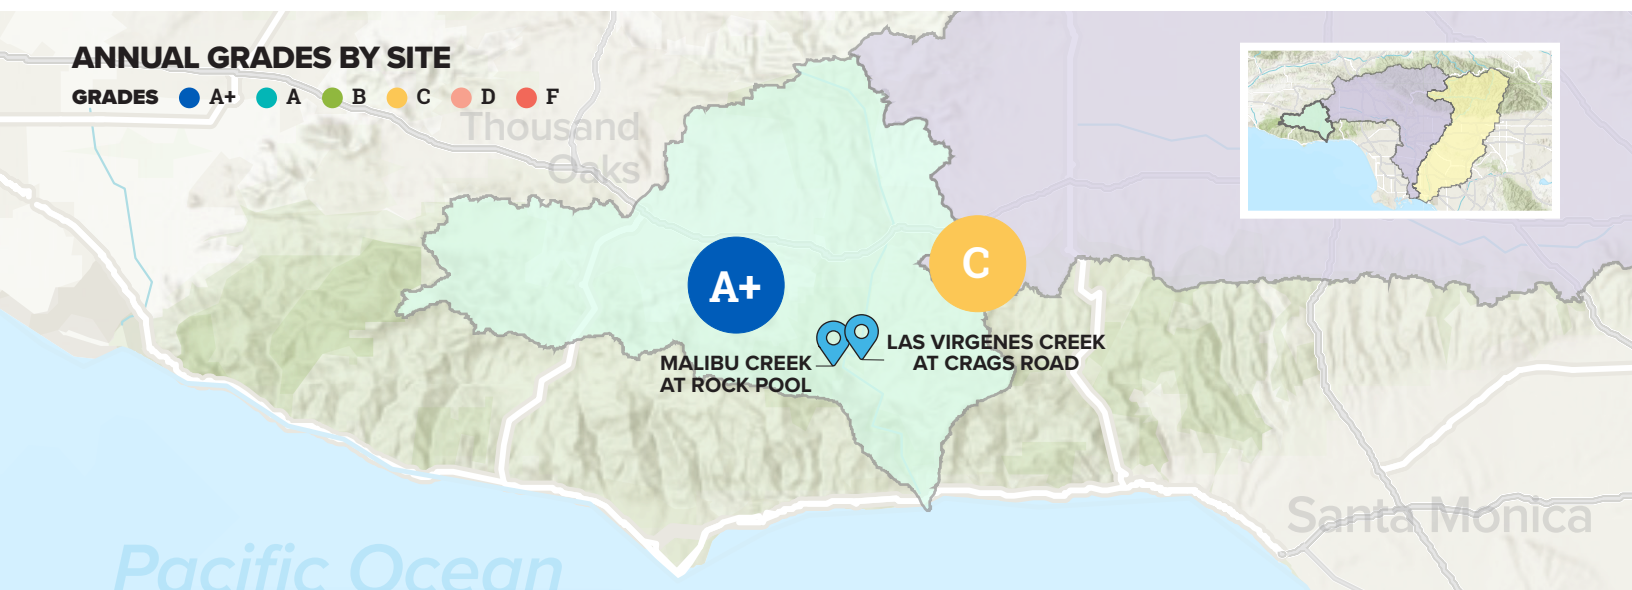 ANNUAL GRADES BY SITE
GRADES A+ A B C D F
Thousand
Oaks
A+
C
MALIBU CREEK
AT ROCK POOL
LAS VIRGENES CREEK
AT CRAGS ROAD
Santa Monica
Pacific Ocean